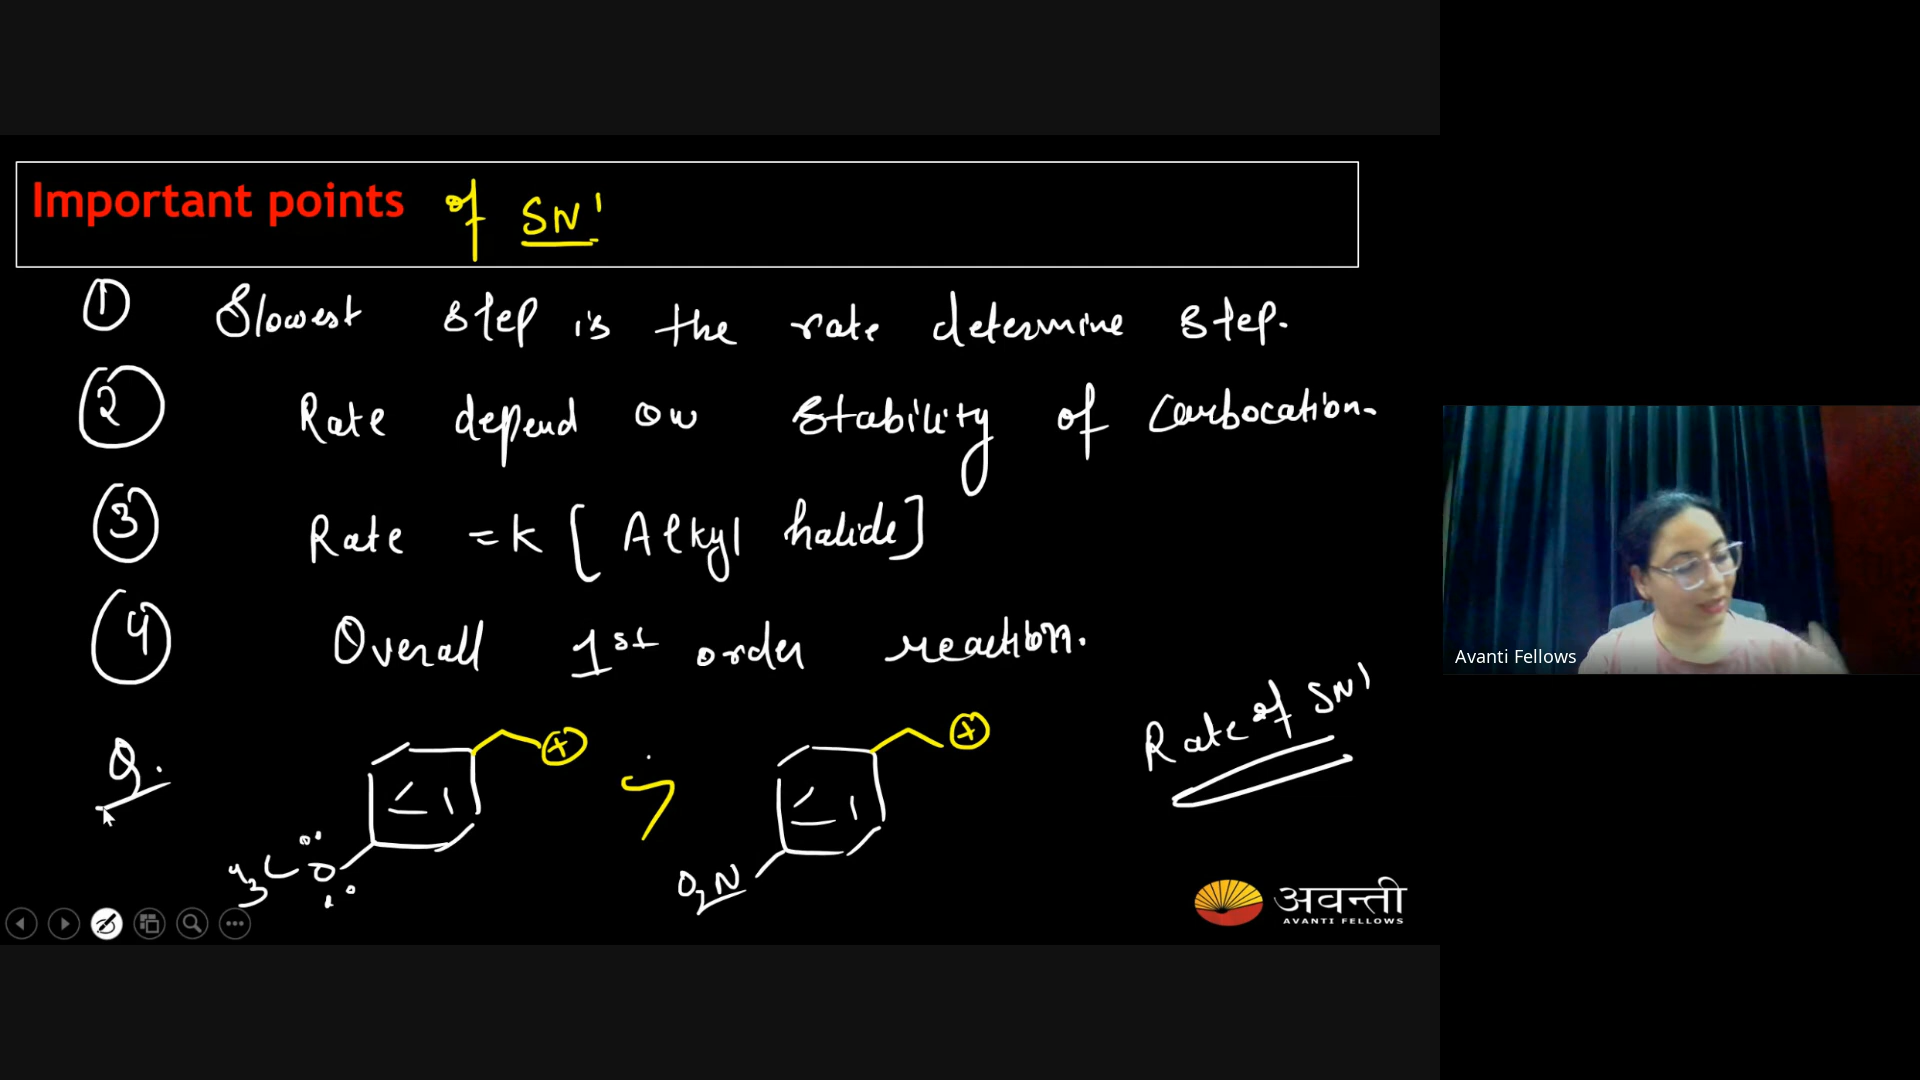 Important points of SN1
① Slowest step is the rate determine step.
② Rate depend on stability of carbocation.
③ Rate = k [Alkyl halide]
④ Overall 1st order reaction.
Q.
⊕ > ⊕
Rate of SN1
H3CO
O2N
अवन्ती
AVANTI FELLOWS
Avanti Fellows